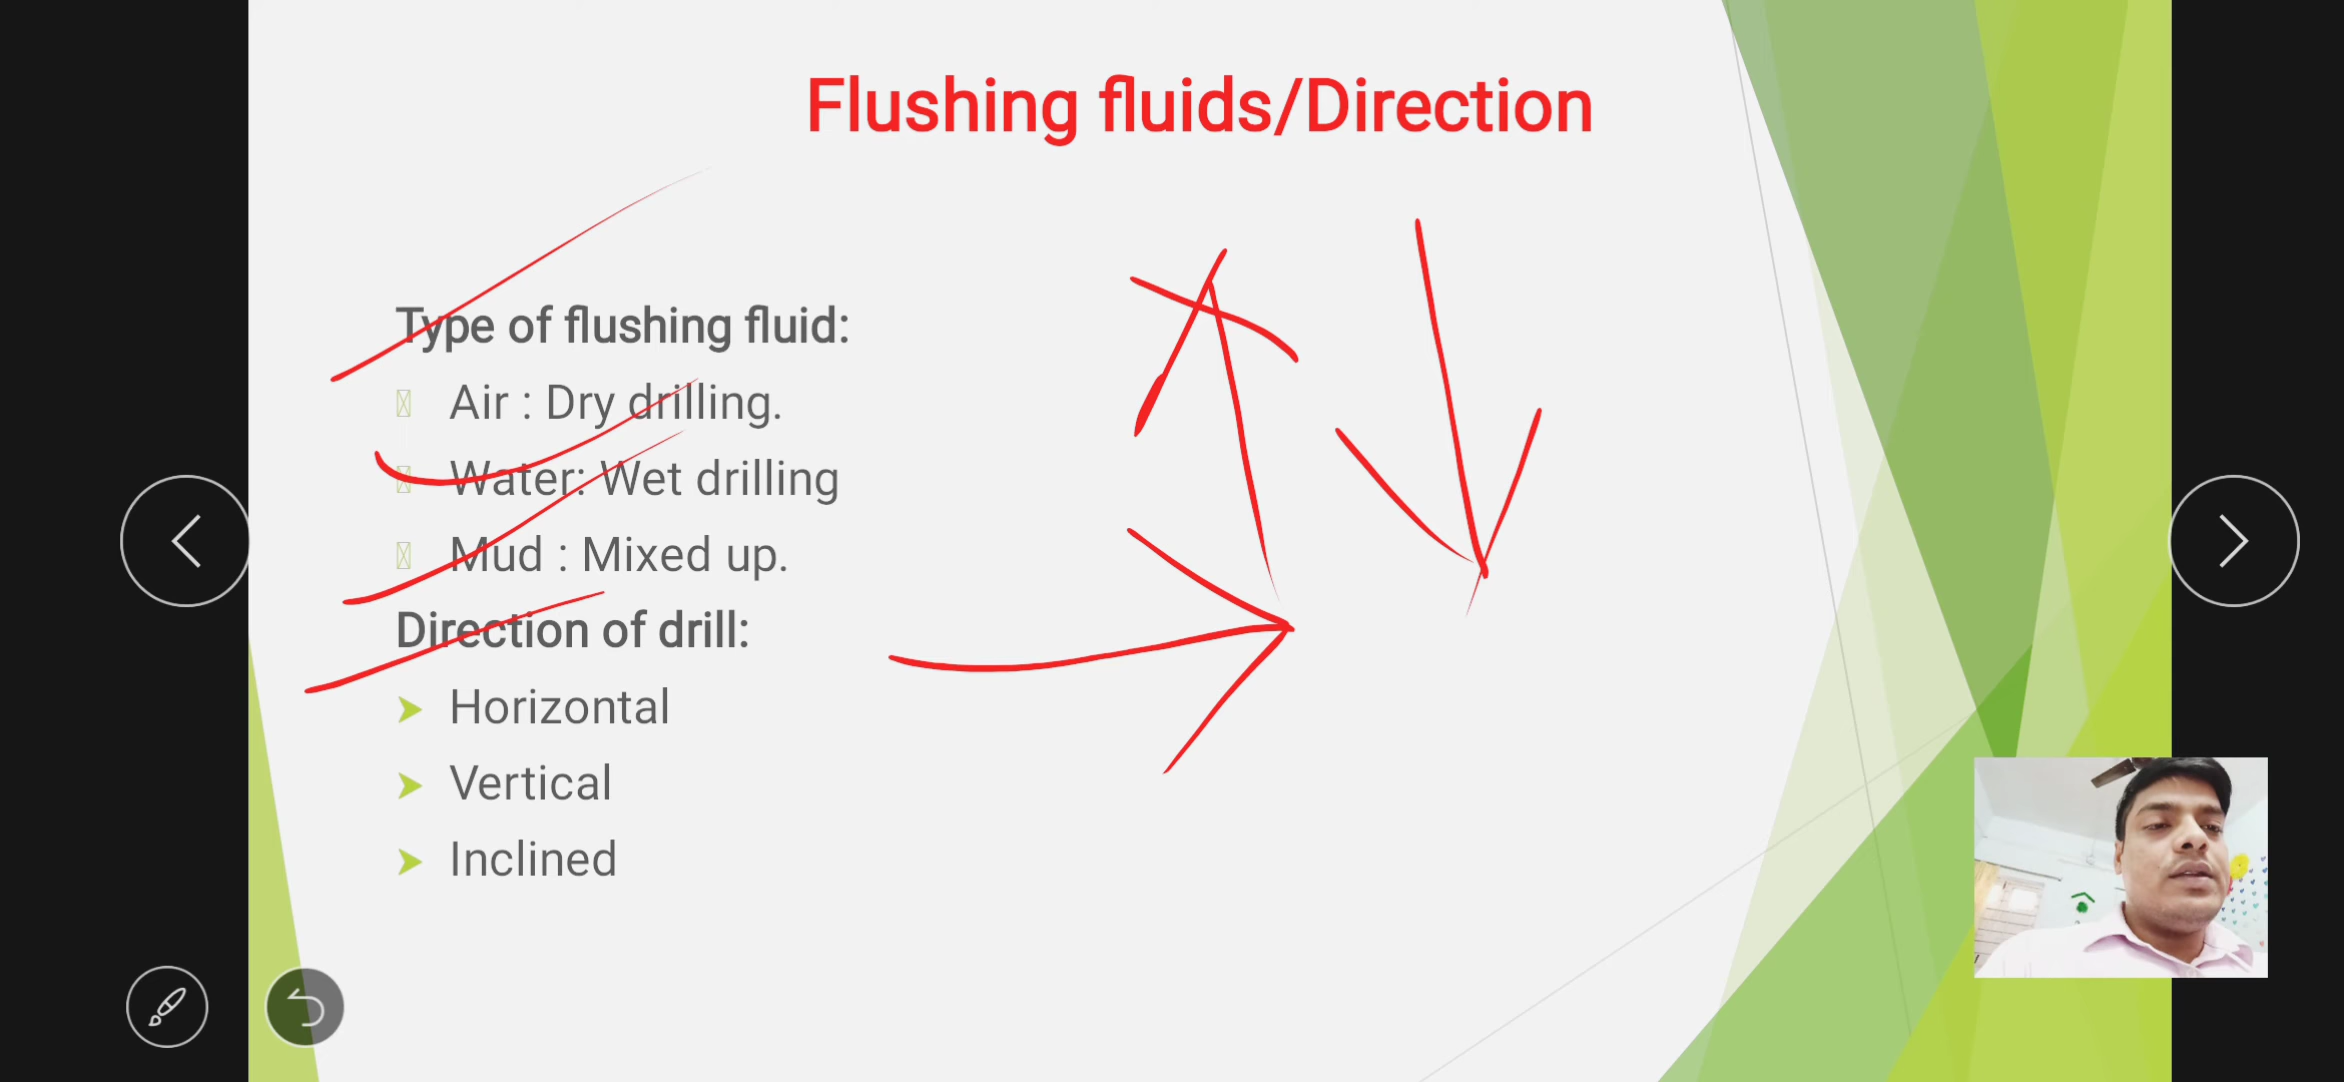 Flushing fluids/Direction
Type of flushing fluid:
Air : Dry drilling.
Water: Wet drilling
Mud : Mixed up.
Direction of drill:
Horizontal
Vertical
Inclined